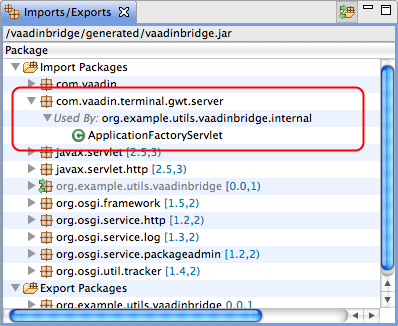 Imports/Exports
/vaadinbridge/generated/vaadinbridge.jar
Package
Import Packages
com.vaadin
com.vaadin.terminal.gwt.server
Used By: org.example.utils.vaadinbridge.internal
ApplicationFactoryServlet
javax.servlet [2.5,3)
javax.servlet.http [2.5,3)
org.example.utils.vaadinbridge [0.0,1)
org.osgi.framework [1.5,2)
org.osgi.service.http [1.2,2)
org.osgi.service.log [1.3,2)
org.osgi.service.packageadmin [1.2,2)
org.osgi.util.tracker [1.4,2)
Export Packages
org.example.utils.vaadinbridge 0.0.1